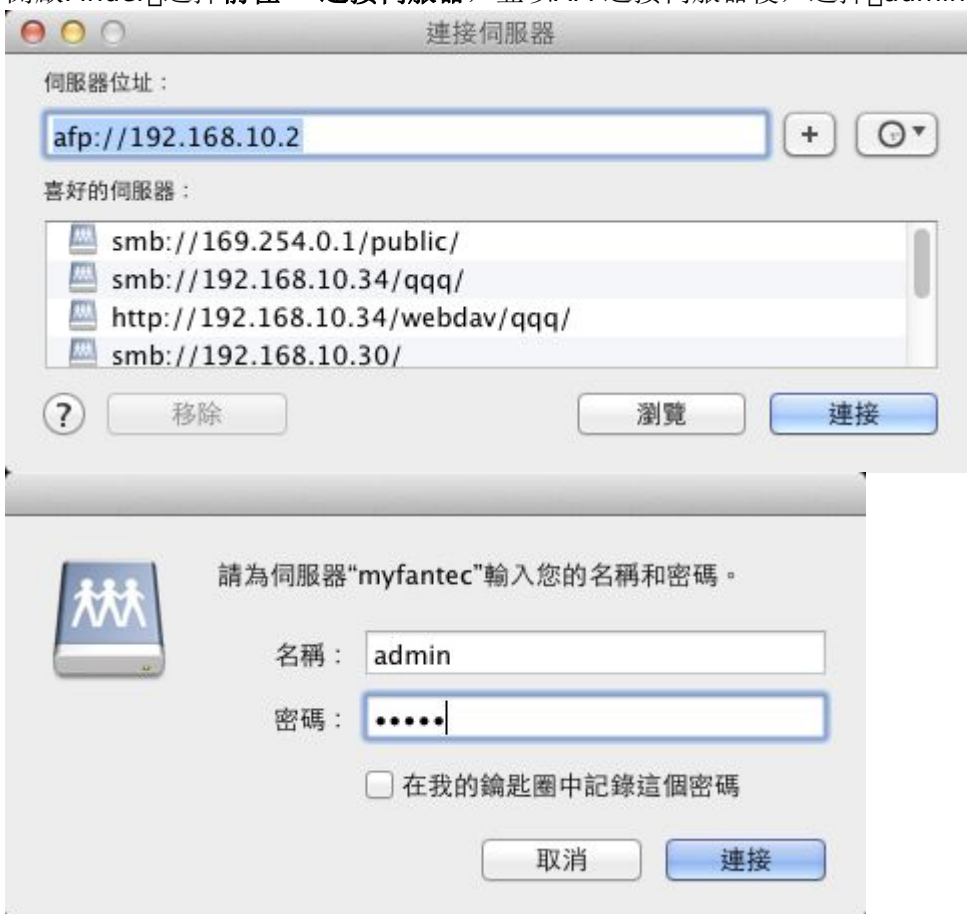 連接伺服器
伺服器位址：
afp://192.168.10.2
+
喜好的伺服器：
smb://169.254.0.1/public/
smb://192.168.10.34/qqq/
http://192.168.10.34/webdav/qqq/
smb://192.168.10.30/
? 移除 瀏覽 連接
請為伺服器“myfantec”輸入您的名稱和密碼。
名稱： admin
密碼： •••••
在我的鑰匙圈中記錄這個密碼
取消 連接